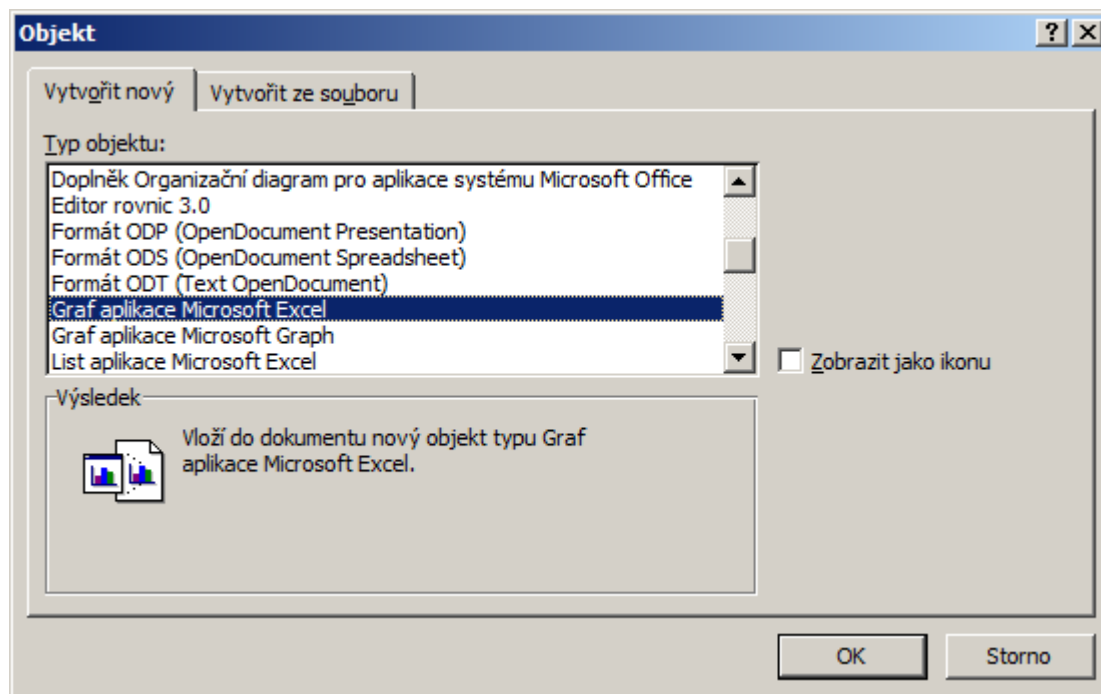 Objekt
Vytvořit nový
Vytvořit ze souboru
Typ objektu:
Doplněk Organizační diagram pro aplikace systému Microsoft Office
Editor rovnic 3.0
Formát ODP (OpenDocument Presentation)
Formát ODS (OpenDocument Spreadsheet)
Formát ODT (Text OpenDocument)
Graf aplikace Microsoft Excel
Graf aplikace Microsoft Graph
List aplikace Microsoft Excel
Zobrazit jako ikonu
Výsledek
Vloží do dokumentu nový objekt typu Graf
aplikace Microsoft Excel.
OK
Storno